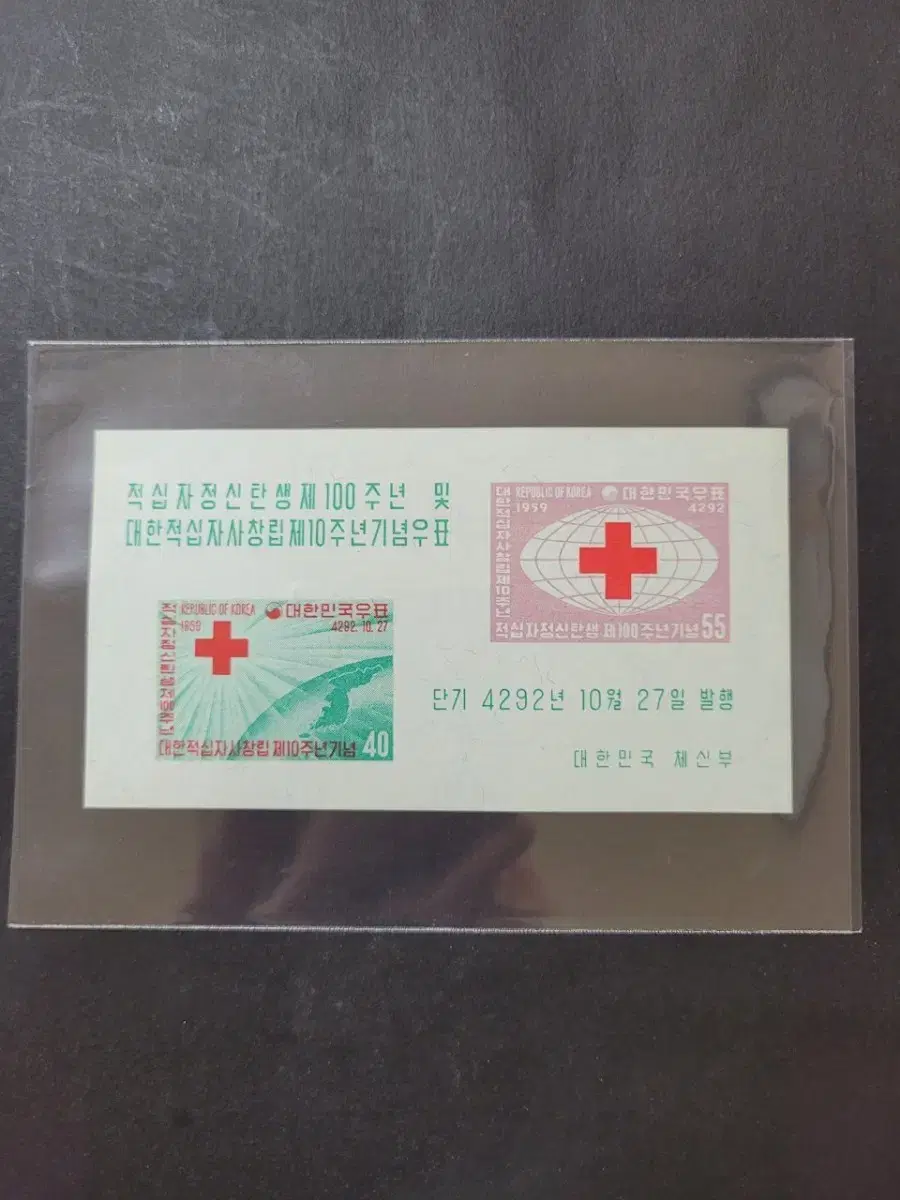 적십자정신탄생제100주년 및
대한적십자사창립제10주년기념우표
REPUBLIC OF KOREA 대한민국우표
1959 4292
대한적십자사창립제10주년
적십자정신탄생 제100주년기념 55
REPUBLIC OF KOREA 대한민국우표
1959 4292.10.27
적십자정신탄생제100주년
대한적십자사창립제10주년기념 40
단기 4292년 10월 27일 발행
대한민국 체신부